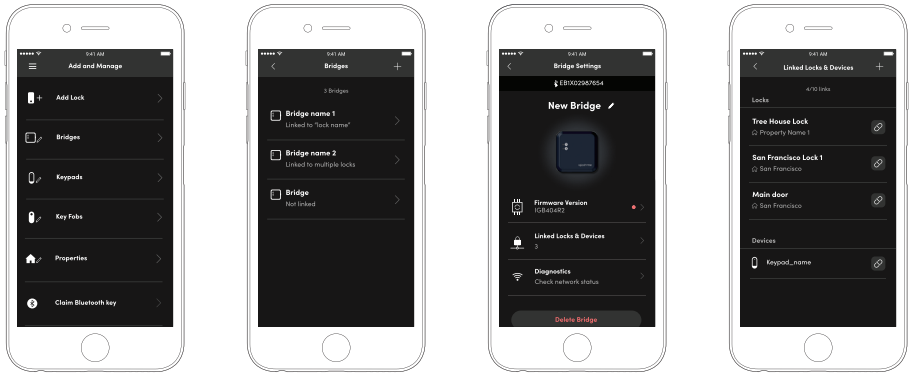 9:41 AM
Add and Manage
Add Lock
Bridges
Keypads
Key Fobs
Properties
Claim Bluetooth key
9:41 AM
Bridges
3 Bridges
Bridge name 1
Linked to "lock name"
Bridge name 2
Linked to multiple locks
Bridge
Not linked
9:41 AM
Bridge Settings
EB1X02987654
New Bridge
Firmware Version
IGB404R2
Linked Locks & Devices
3
Diagnostics
Check network status
Delete Bridge
9:41 AM
Linked Locks & Devices
4/10 links
Locks
Tree House Lock
Property Name 1
San Francisco Lock 1
San Francisco
Main door
San Francisco
Devices
Keypad_name